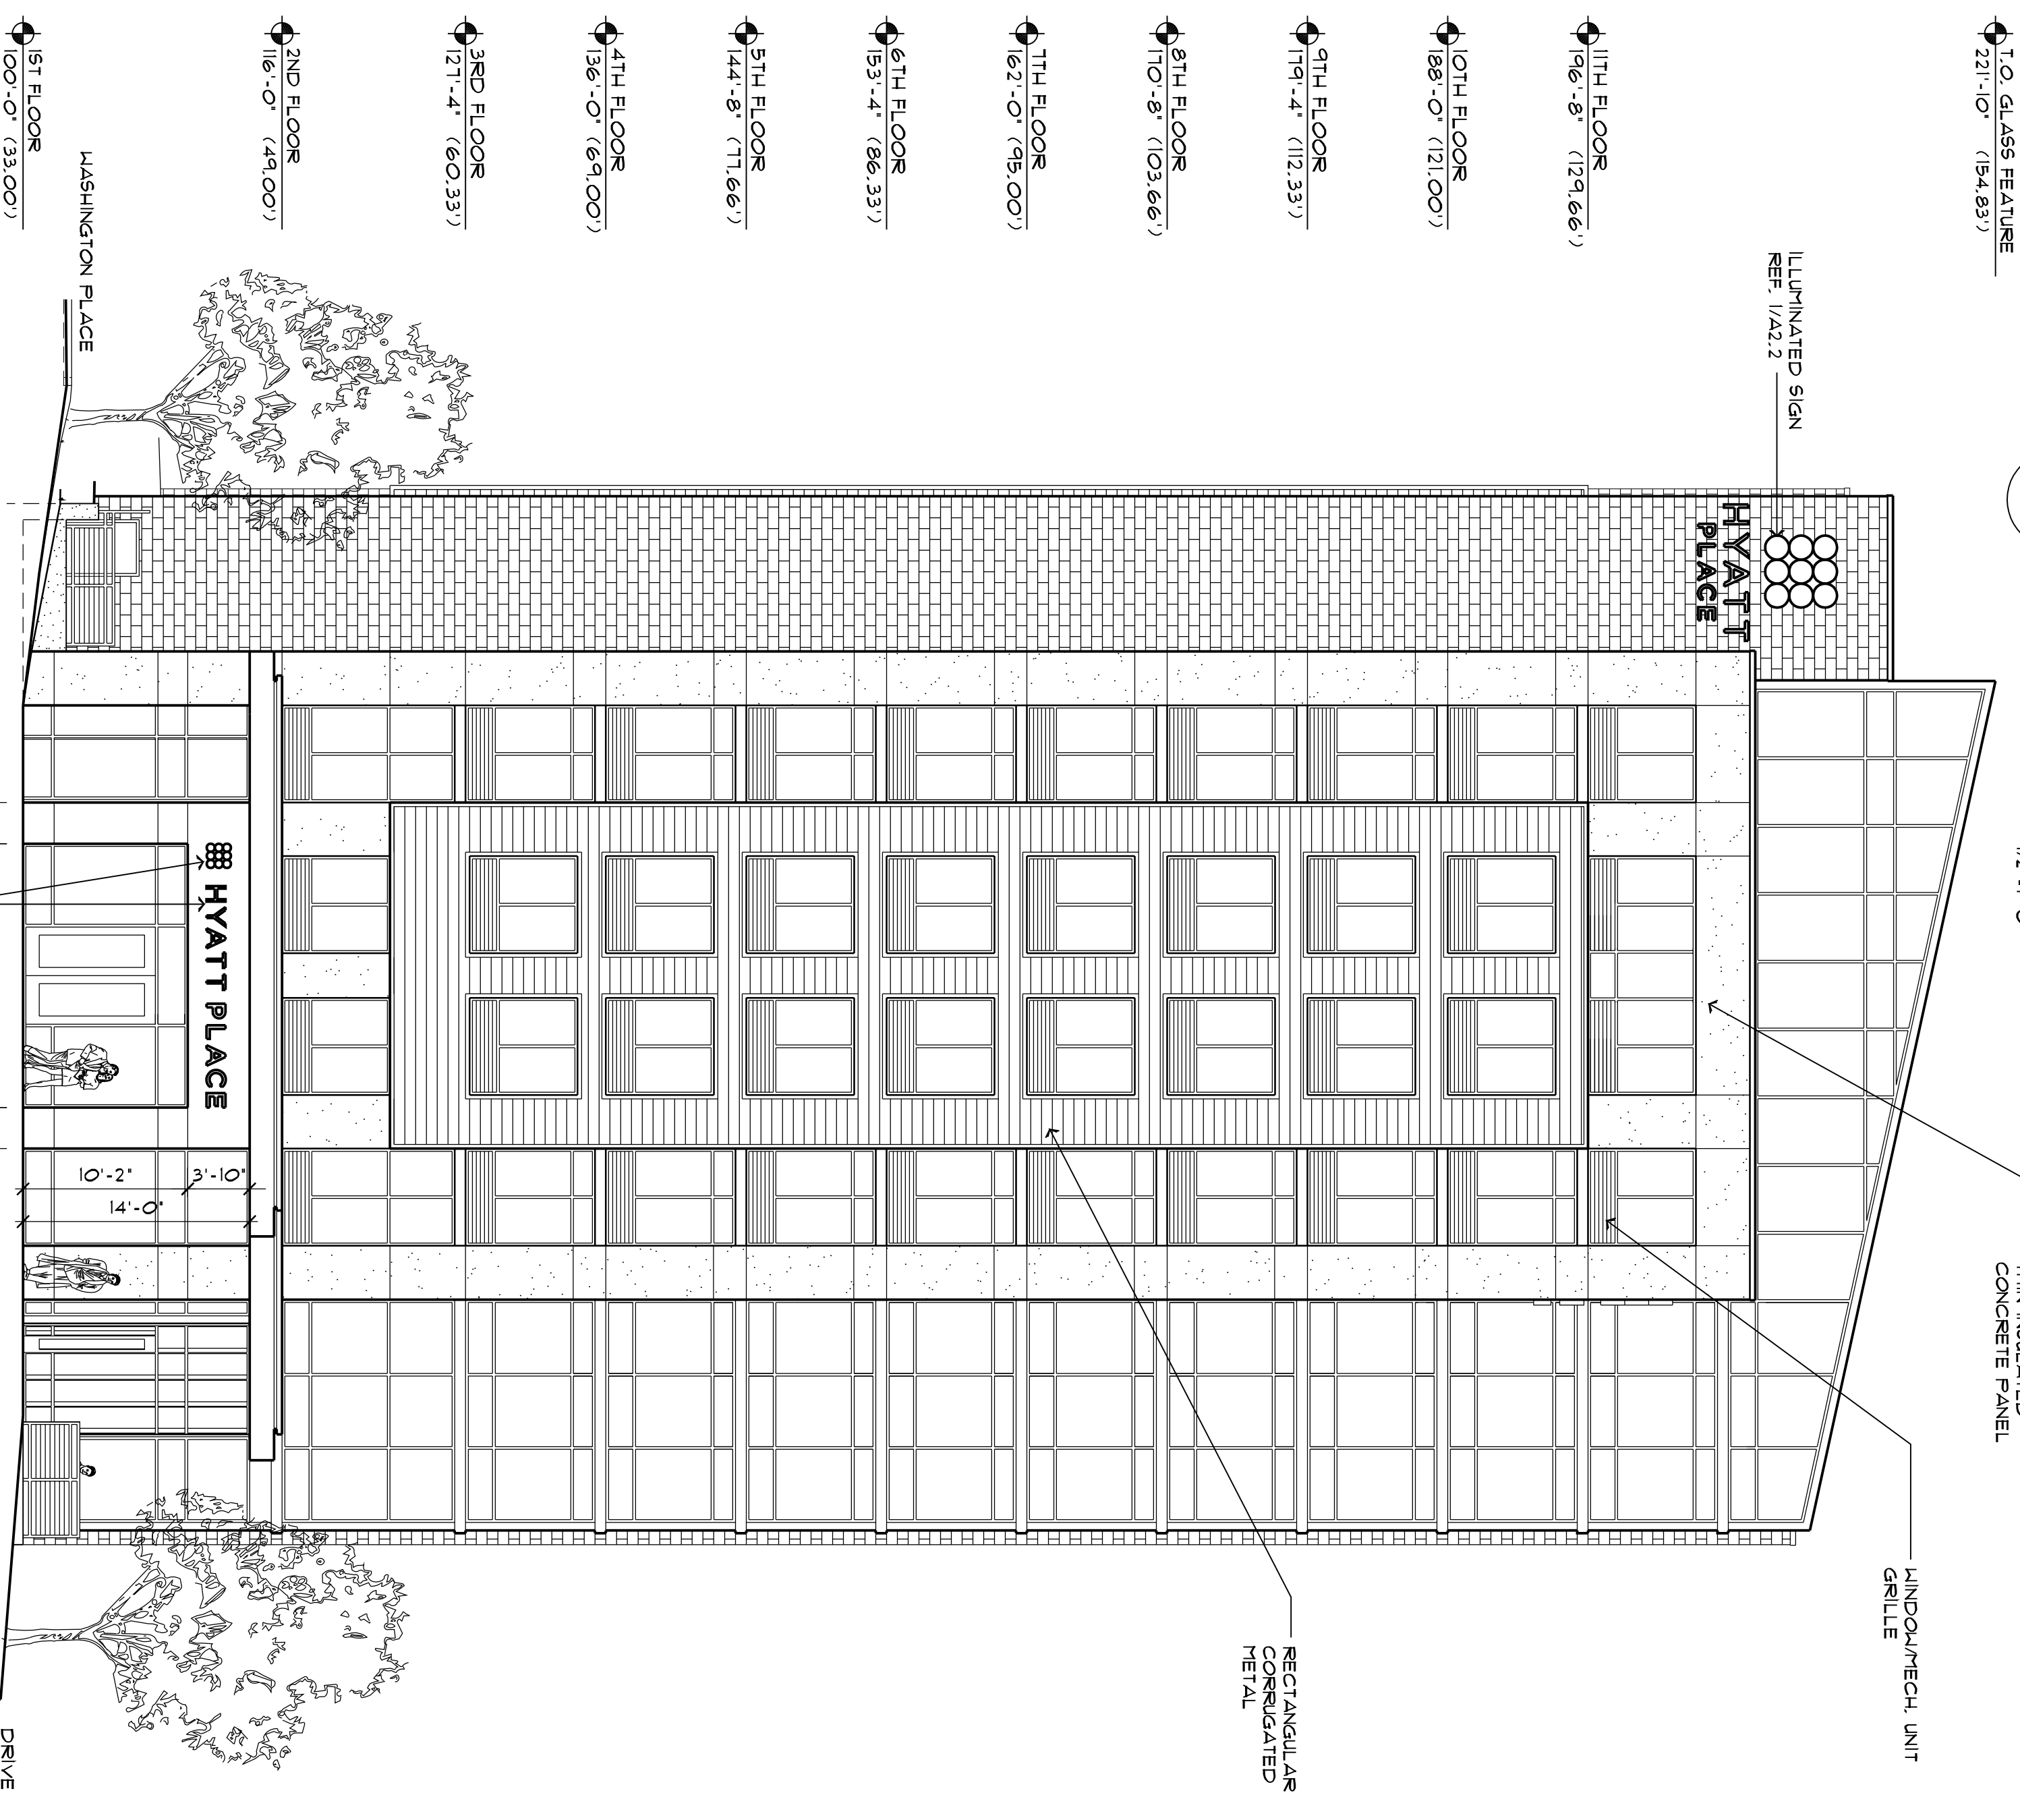 T.O. GLASS FEATURE
221'-10" (154.83')
ILLUMINATED SIGN
REF. 1/A2.2
11TH FLOOR
196'-8" (129.66')
10TH FLOOR
188'-0" (121.00')
9TH FLOOR
179'-4" (112.33')
8TH FLOOR
170'-8" (103.66')
7TH FLOOR
162'-0" (95.00')
6TH FLOOR
153'-4" (86.33')
5TH FLOOR
144'-8" (77.66')
4TH FLOOR
136'-0" (69.00')
3RD FLOOR
127'-4" (60.33')
2ND FLOOR
116'-0" (49.00')
WASHINGTON PLACE
1ST FLOOR
100'-0" (33.00')
HYATT
PLACE
HYATT PLACE
3'-10"
10'-2"
14'-0"
CONCRETE PANEL
WINDOW/MECH. UNIT
GRILLE
RECTANGULAR
CORRUGATED
METAL
DRIVE